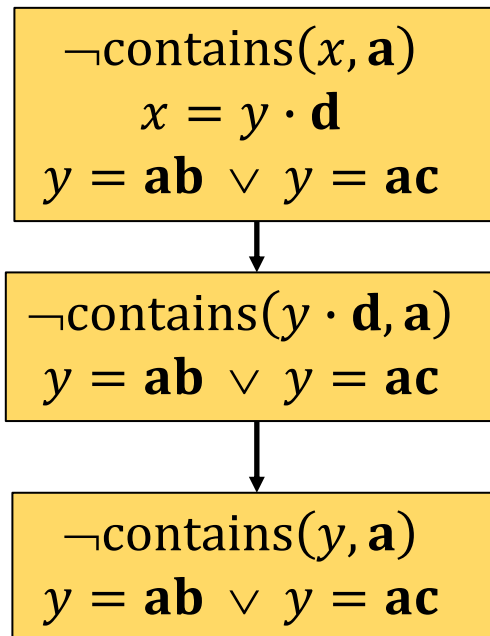 ¬contains(x, a)
x = y · d
y = ab ∨ y = ac
¬contains(y · d, a)
y = ab ∨ y = ac
¬contains(y, a)
y = ab ∨ y = ac